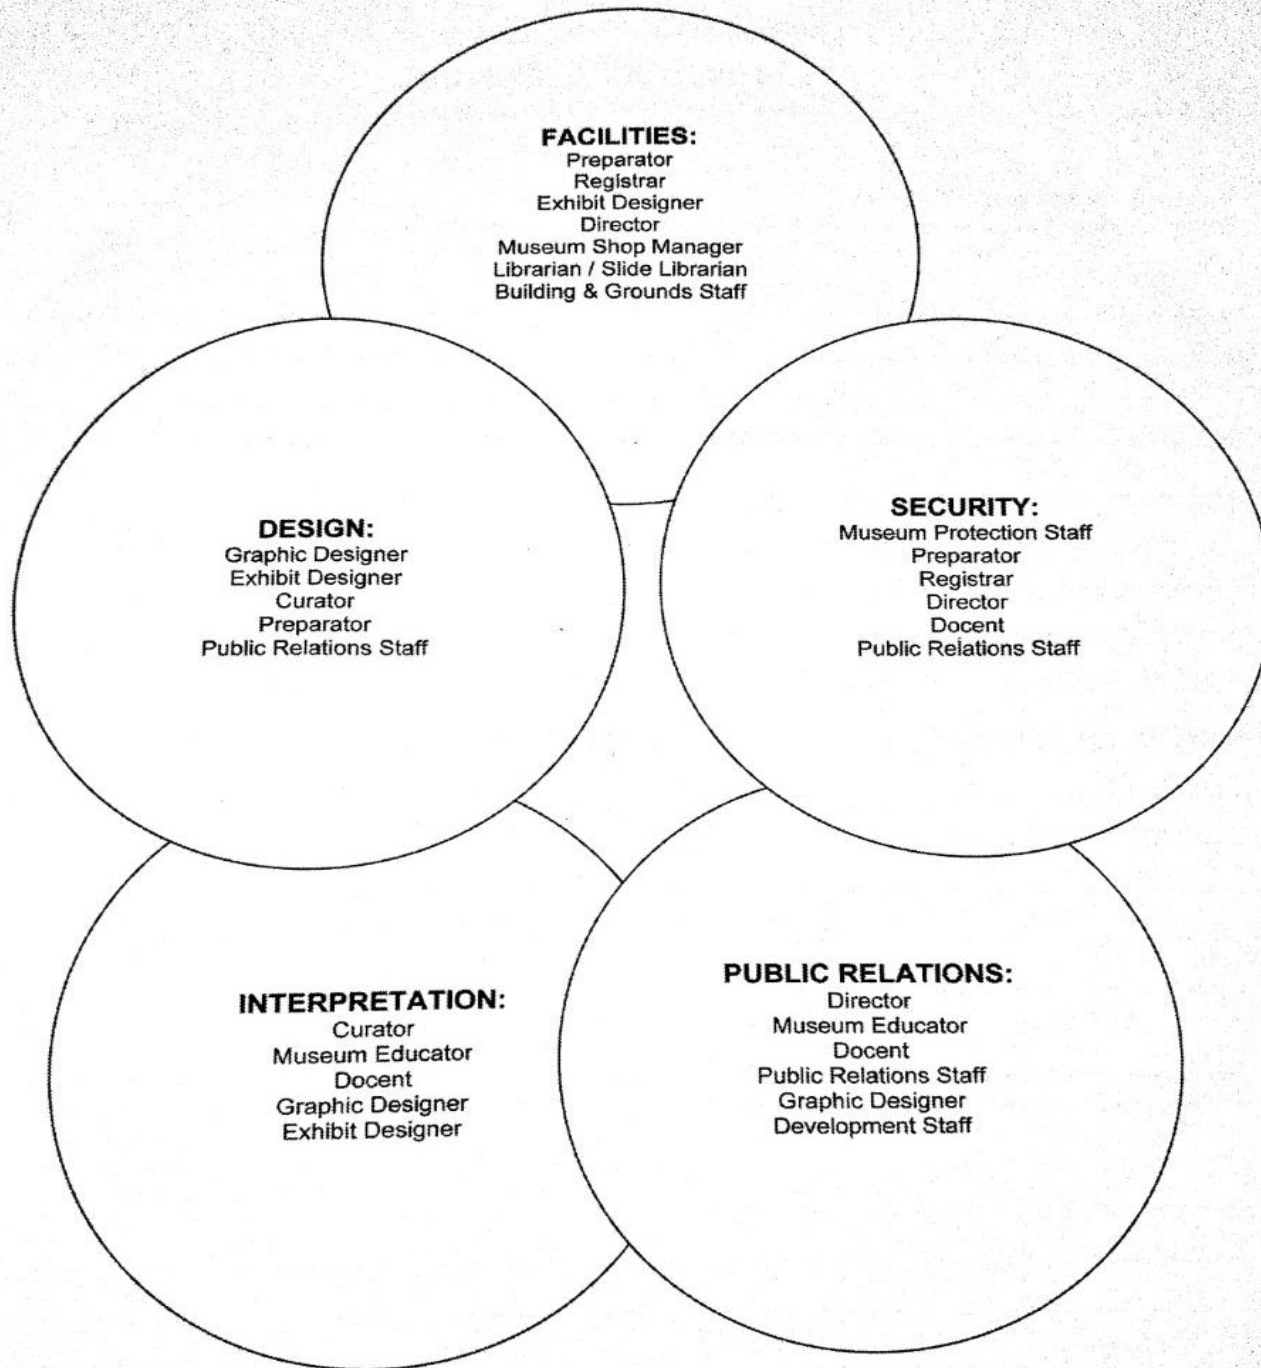 FACILITIES:
Preparator
Registrar
Exhibit Designer
Director
Museum Shop Manager
Librarian / Slide Librarian
Building & Grounds Staff
DESIGN:
Graphic Designer
Exhibit Designer
Curator
Preparator
Public Relations Staff
SECURITY:
Museum Protection Staff
Preparator
Registrar
Director
Docent
Public Relations Staff
INTERPRETATION:
Curator
Museum Educator
Docent
Graphic Designer
Exhibit Designer
PUBLIC RELATIONS:
Director
Museum Educator
Docent
Public Relations Staff
Graphic Designer
Development Staff